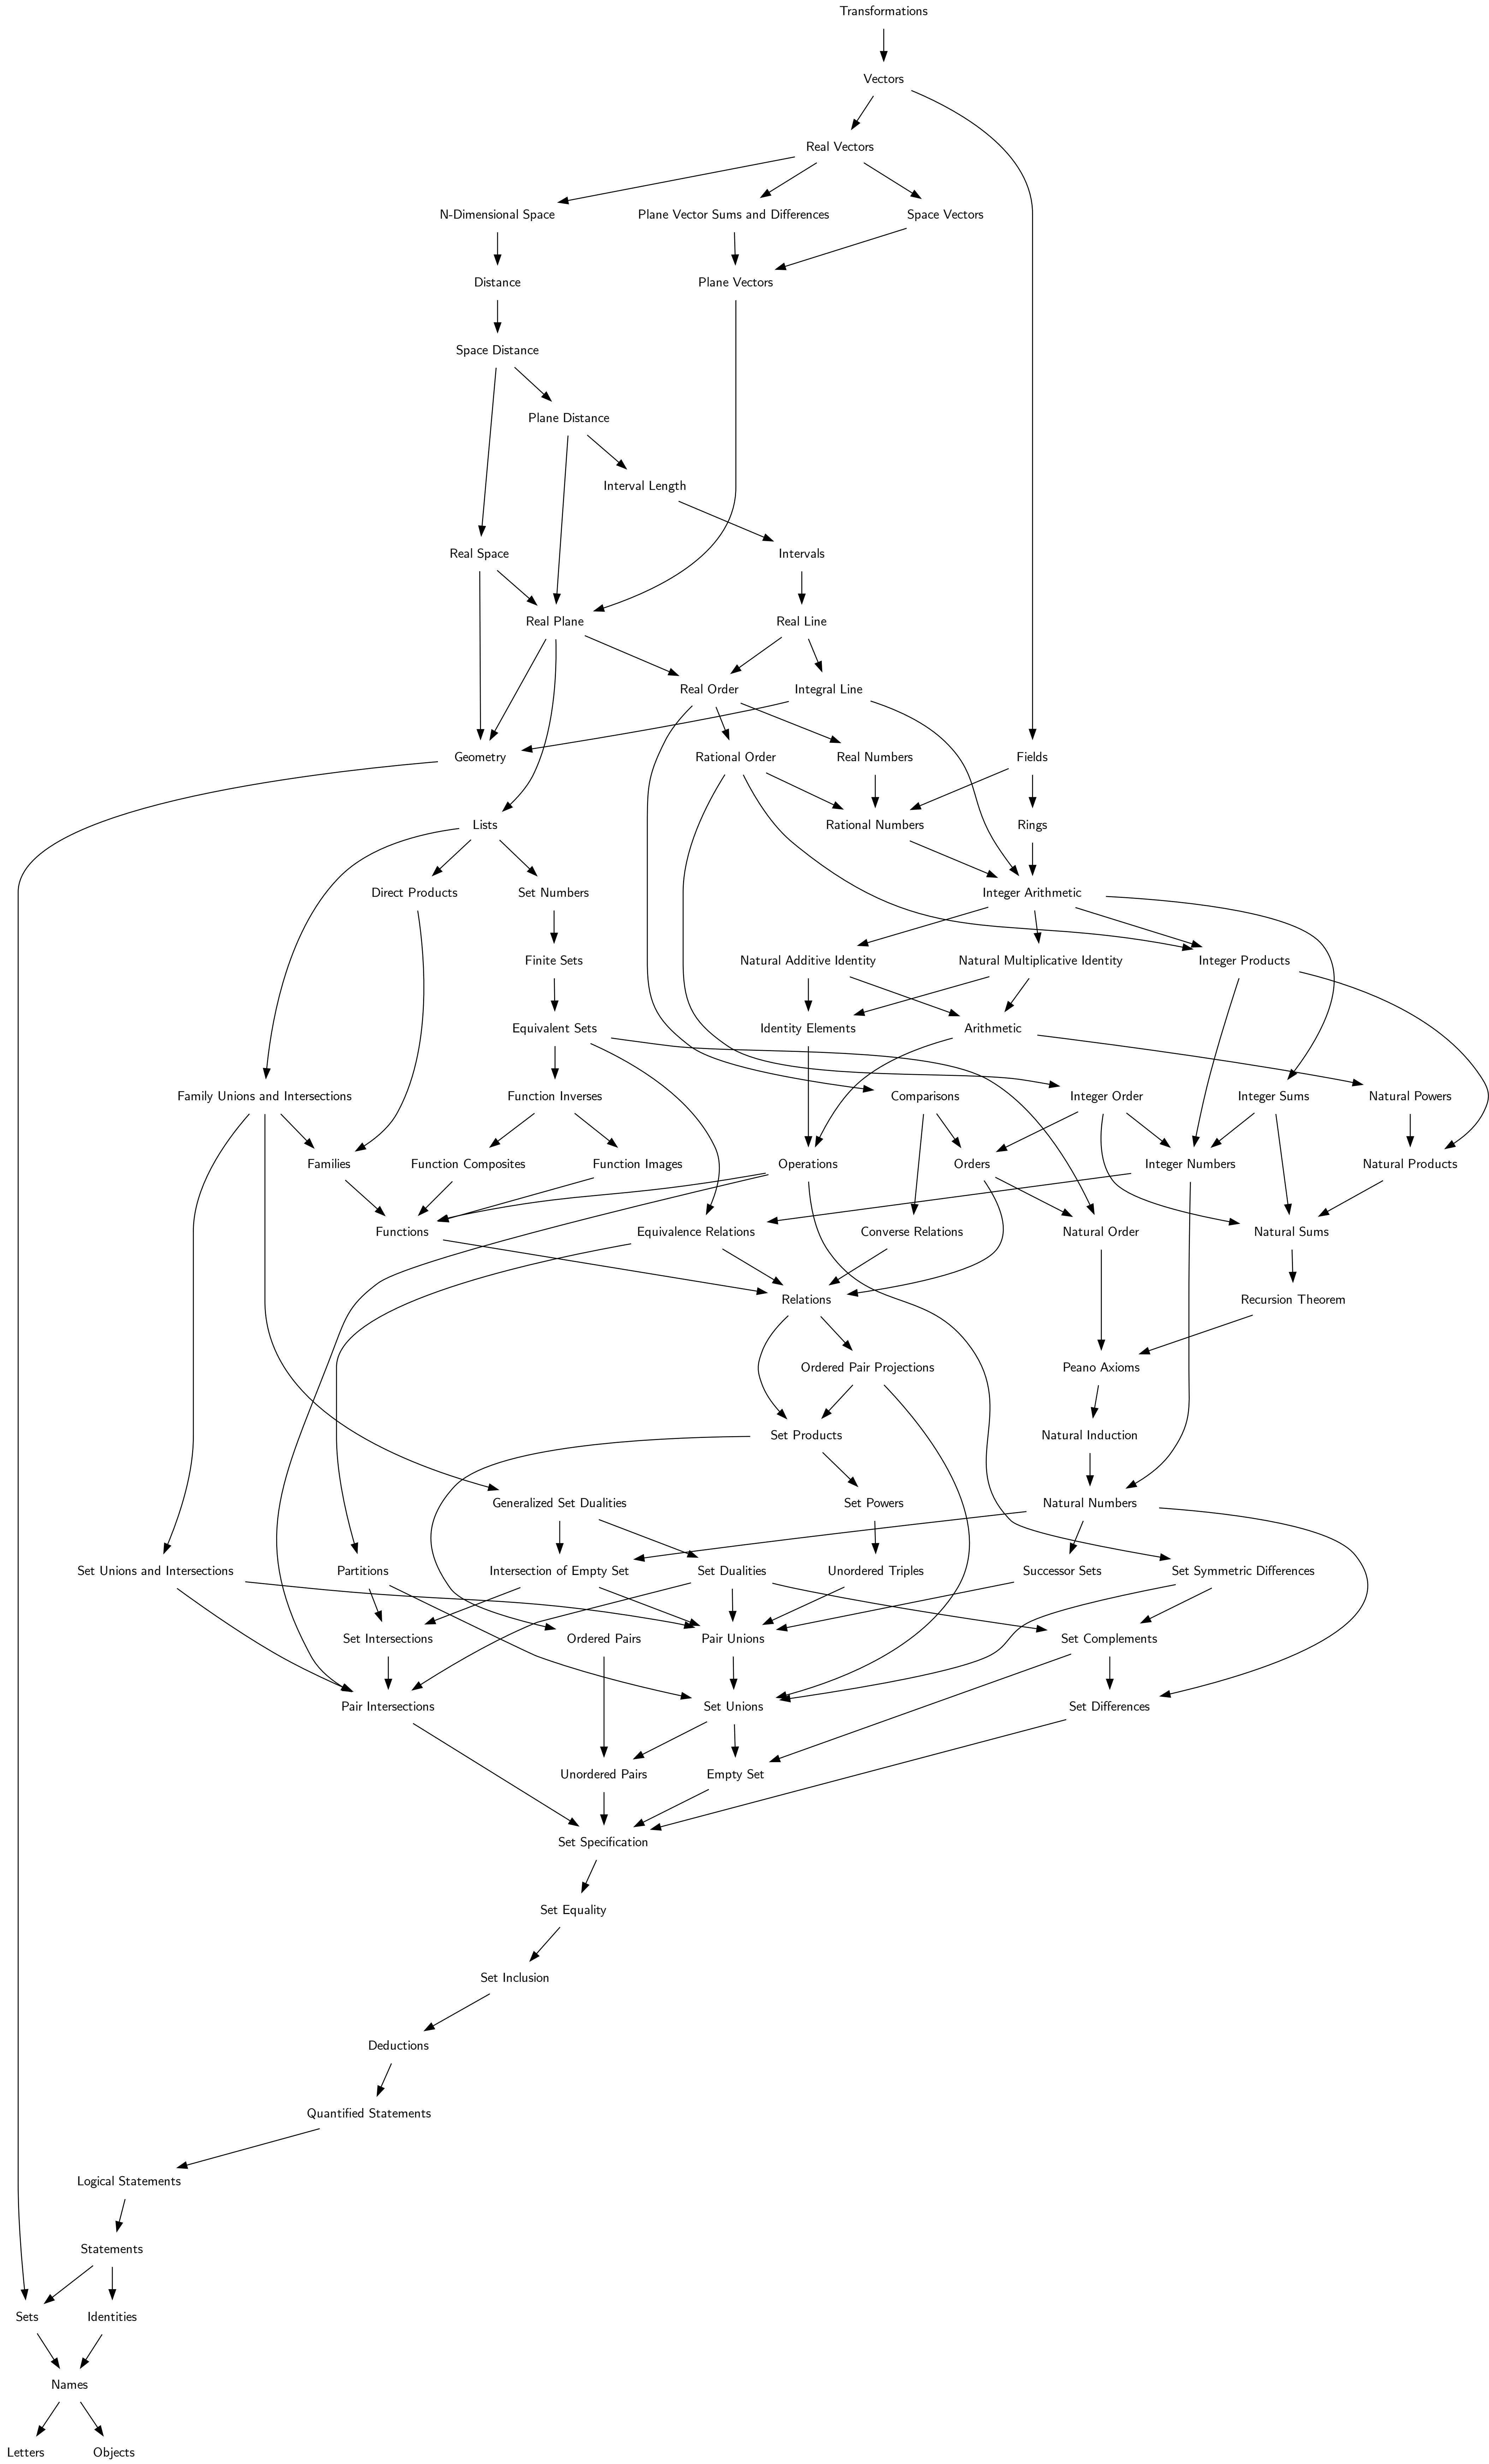 Transformations
Vectors
Real Vectors
N-Dimensional Space
Plane Vector Sums and Differences
Space Vectors
Distance
Plane Vectors
Space Distance
Plane Distance
Interval Length
Real Space
Intervals
Real Plane
Real Line
Real Order
Integral Line
Geometry
Rational Order
Real Numbers
Fields
Lists
Rational Numbers
Rings
Direct Products
Set Numbers
Integer Arithmetic
Finite Sets
Natural Additive Identity
Natural Multiplicative Identity
Integer Products
Equivalent Sets
Identity Elements
Arithmetic
Family Unions and Intersections
Function Inverses
Comparisons
Integer Order
Integer Sums
Natural Powers
Families
Function Composites
Function Images
Operations
Orders
Integer Numbers
Natural Products
Functions
Equivalence Relations
Converse Relations
Natural Order
Natural Sums
Relations
Recursion Theorem
Ordered Pair Projections
Peano Axioms
Set Products
Natural Induction
Generalized Set Dualities
Set Powers
Natural Numbers
Set Unions and Intersections
Partitions
Intersection of Empty Set
Set Dualities
Unordered Triples
Successor Sets
Set Symmetric Differences
Set Intersections
Ordered Pairs
Pair Unions
Set Complements
Pair Intersections
Set Unions
Set Differences
Unordered Pairs
Empty Set
Set Specification
Set Equality
Set Inclusion
Deductions
Quantified Statements
Logical Statements
Statements
Sets
Identities
Names
Letters
Objects